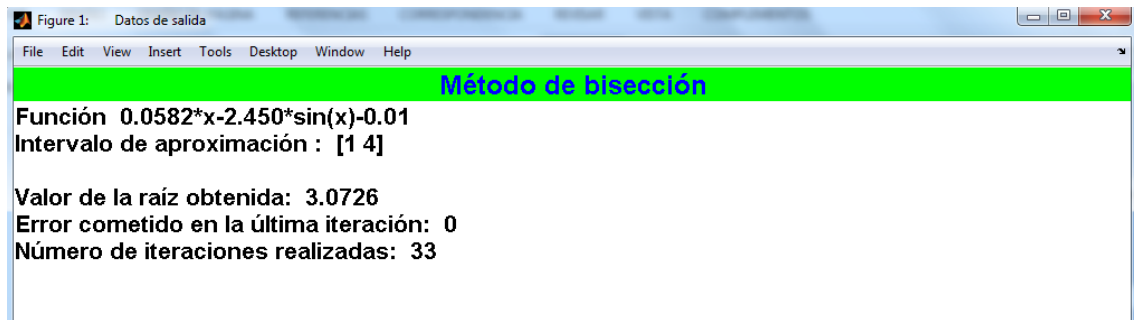 Figure 1: Datos de salida
File Edit View Insert Tools Desktop Window Help
Método de bisección
Función 0.0582*x-2.450*sin(x)-0.01
Intervalo de aproximación : [1 4]
Valor de la raíz obtenida: 3.0726
Error cometido en la última iteración: 0
Número de iteraciones realizadas: 33